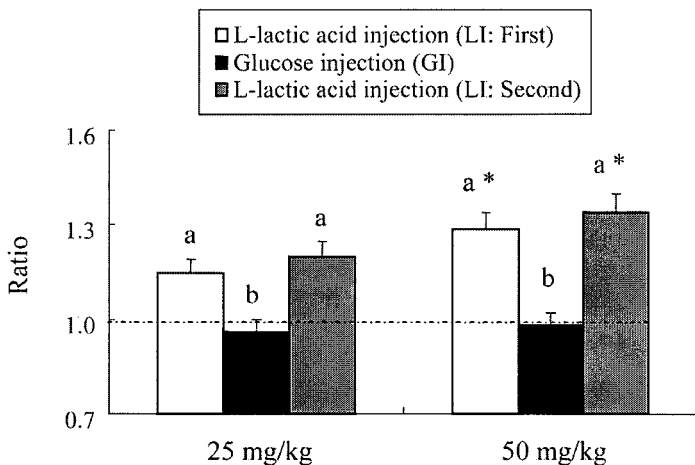 L-lactic acid injection (LI: First)
Glucose injection (GI)
L-lactic acid injection (LI: Second)
1.6
1.3
1.0
0.7
Ratio
a
b
a
a *
b
a *
25 mg/kg
50 mg/kg